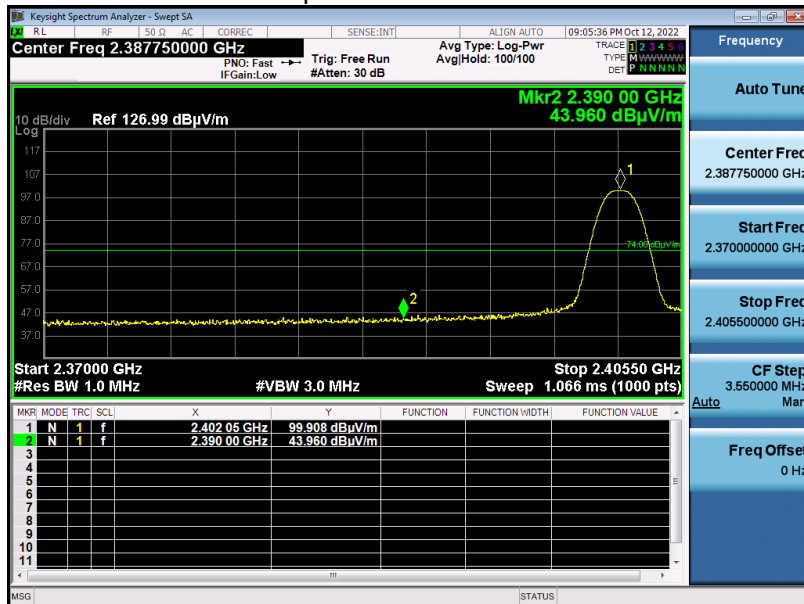 Keysight Spectrum Analyzer - Swept SA
LXI RL RF 50 Ω AC CORREC SENSE:INT ALIGN AUTO 09:05:36 PM Oct 12, 2022
Center Freq 2.387750000 GHz
PNO: Fast
IFGain:Low
Trig: Free Run
#Atten: 30 dB
Avg Type: Log-Pwr
Avg|Hold: 100/100
TRACE 1 2 3 4 5 6
TYPE M WWWWW
DET P N N N N N
Frequency
Auto Tune
Center Freq
2.387750000 GHz
Start Freq
2.370000000 GHz
Stop Freq
2.405500000 GHz
CF Step
3.550000 MHz
Auto Man
Freq Offset
0 Hz
Mkr2 2.390 00 GHz
43.960 dBµV/m
10 dB/div Ref 126.99 dBµV/m
Log
117
107
97.0
87.0
77.0
67.0
57.0
47.0
37.0
1
74.00 dBµV/m
2
Start 2.37000 GHz Stop 2.40550 GHz
#Res BW 1.0 MHz #VBW 3.0 MHz Sweep 1.066 ms (1000 pts)
MKR MODE TRC SCL X Y FUNCTION FUNCTION WIDTH FUNCTION VALUE
1 N 1 f 2.402 05 GHz 99.908 dBµV/m
2 N 1 f 2.390 00 GHz 43.960 dBµV/m
3
4
5
6
7
8
9
10
11
MSG STATUS